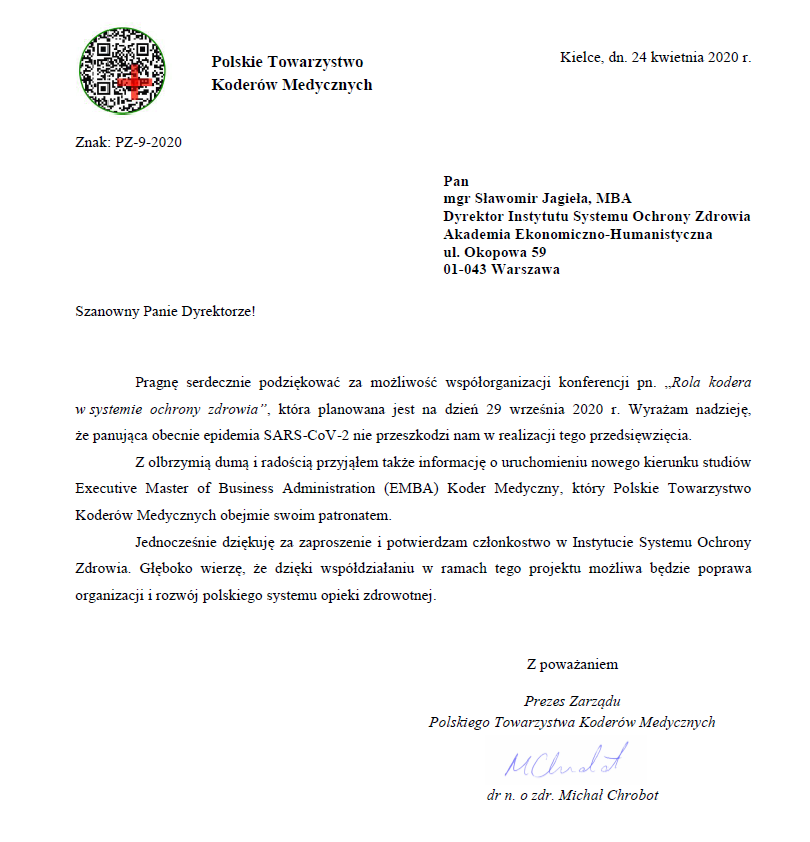 Polskie Towarzystwo
Koderów Medycznych
Kielce, dn. 24 kwietnia 2020 r.
Znak: PZ-9-2020
Pan
mgr Sławomir Jagieła, MBA
Dyrektor Instytutu Systemu Ochrony Zdrowia
Akademia Ekonomiczno-Humanistyczna
ul. Okopowa 59
01-043 Warszawa
Szanowny Panie Dyrektorze!
Pragnę serdecznie podziękować za możliwość współorganizacji konferencji pn. „Rola kodera
w systemie ochrony zdrowia”, która planowana jest na dzień 29 września 2020 r. Wyrażam nadzieję,
że panująca obecnie epidemia SARS-CoV-2 nie przeszkodzi nam w realizacji tego przedsięwzięcia.
Z olbrzymią dumą i radością przyjąłem także informację o uruchomieniu nowego kierunku studiów
Executive Master of Business Administration (EMBA) Koder Medyczny, który Polskie Towarzystwo
Koderów Medycznych obejmie swoim patronatem.
Jednocześnie dziękuję za zaproszenie i potwierdzam członkostwo w Instytucie Systemu Ochrony
Zdrowia. Głęboko wierzę, że dzięki współdziałaniu w ramach tego projektu możliwa będzie poprawa
organizacji i rozwój polskiego systemu opieki zdrowotnej.
Z poważaniem
Prezes Zarządu
Polskiego Towarzystwa Koderów Medycznych
MChrobot
dr n. o zdr. Michał Chrobot